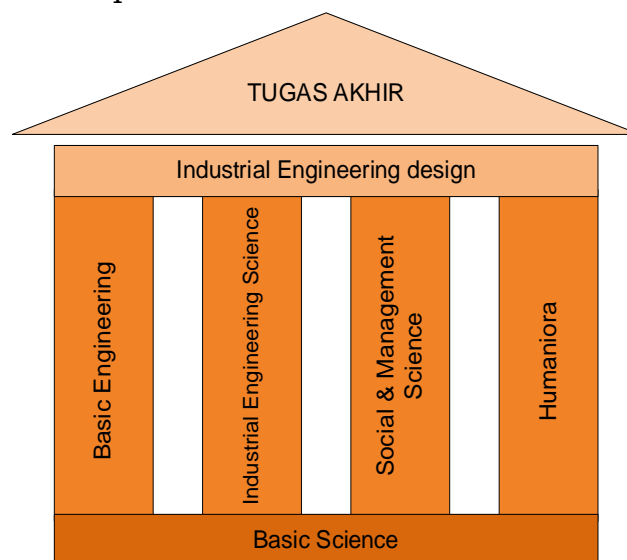 TUGAS AKHIR
Industrial Engineering design
Basic Engineering
Industrial Engineering Science
Social & Management
Science
Humaniora
Basic Science